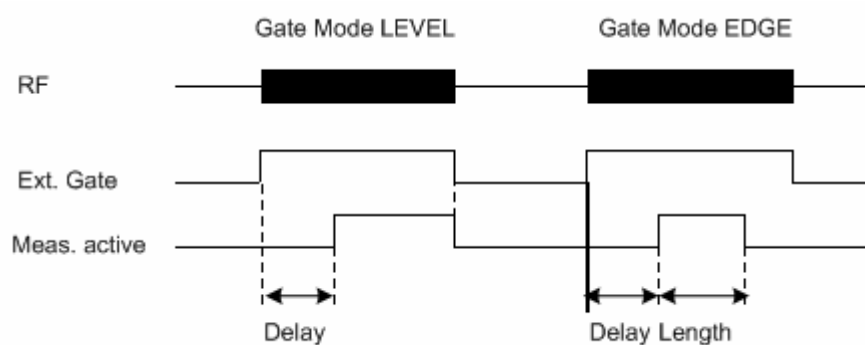 Gate Mode LEVEL Gate Mode EDGE
RF
Ext. Gate
Meas. active
Delay Delay Length